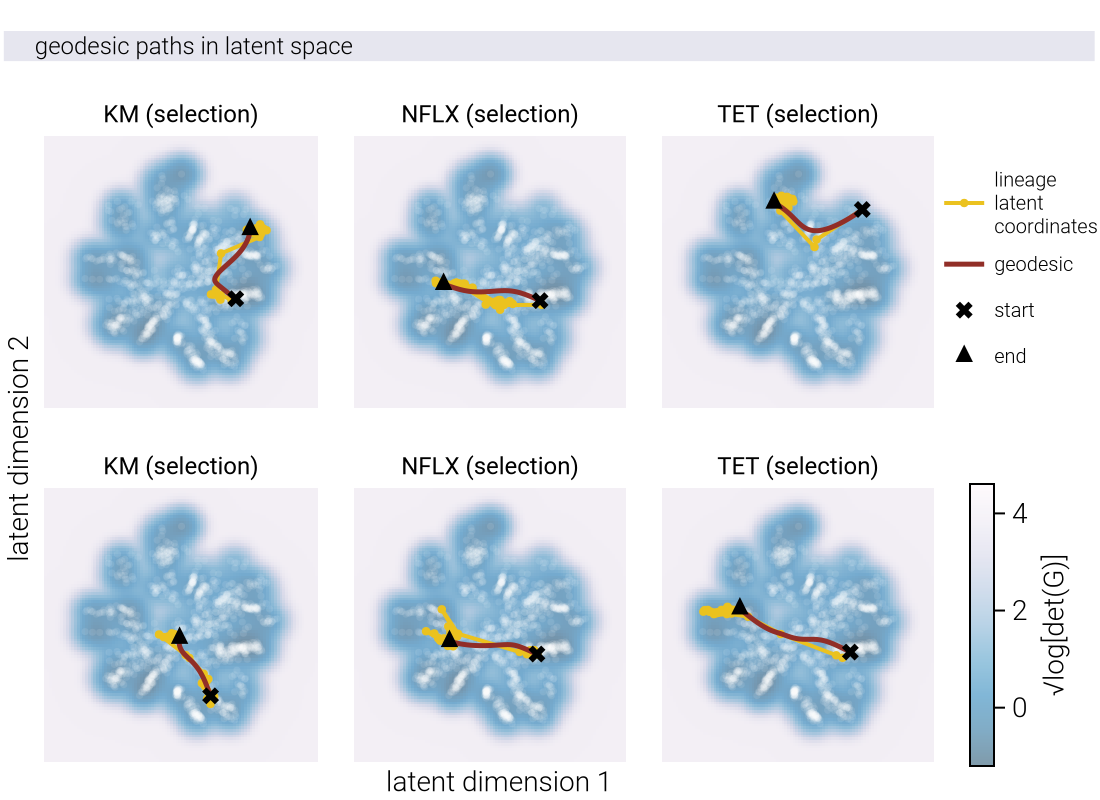 geodesic paths in latent space
KM (selection)
NFLX (selection)
TET (selection)
lineage
latent
coordinates
geodesic
start
end
latent dimension 2
KM (selection)
NFLX (selection)
TET (selection)
4
2
0
√log[det(G)]
latent dimension 1